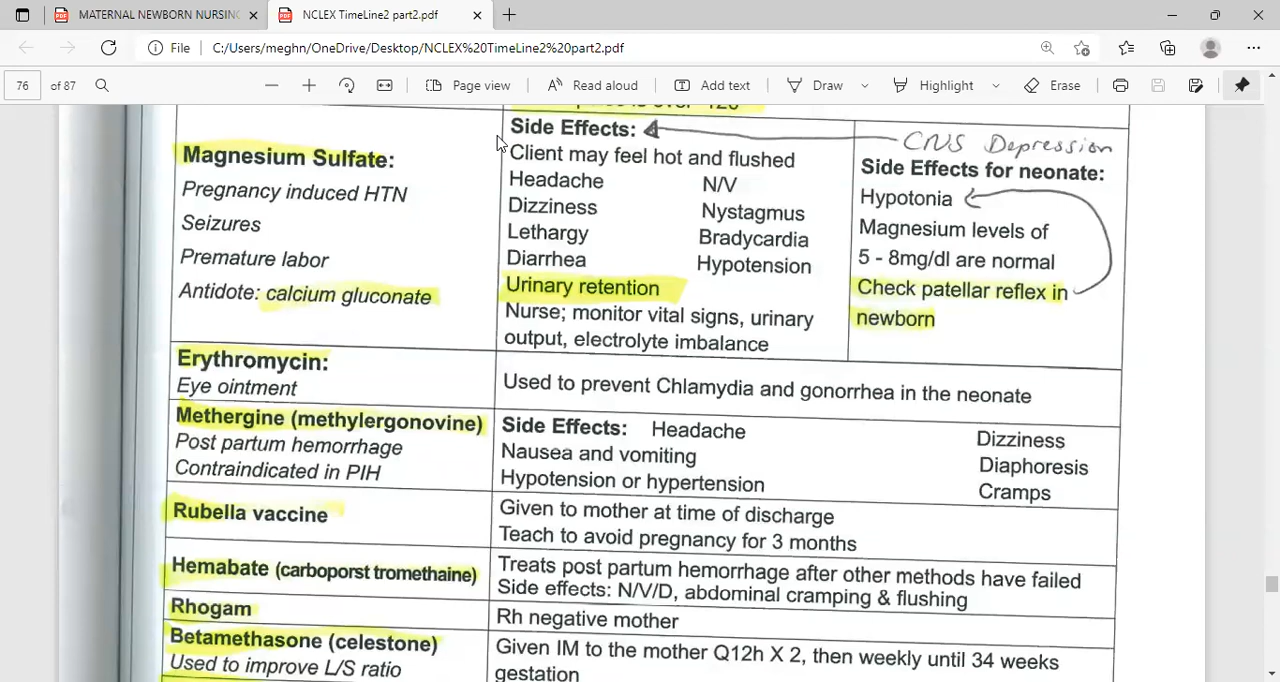 MATERNAL NEWBORN NURSING
NCLEX TimeLine2 part2.pdf
File
C:/Users/meghn/OneDrive/Desktop/NCLEX%20TimeLine2%20part2.pdf
76 of 87
Page view
Read aloud
Add text
Draw
Highlight
Erase
Magnesium Sulfate:
Pregnancy induced HTN
Seizures
Premature labor
Antidote: calcium gluconate
Side Effects:
Client may feel hot and flushed
Headache N/V
Dizziness Nystagmus
Lethargy Bradycardia
Diarrhea Hypotension
Urinary retention
Nurse; monitor vital signs, urinary
output, electrolyte imbalance
CNS Depression
Side Effects for neonate:
Hypotonia
Magnesium levels of
5 - 8mg/dl are normal
Check patellar reflex in
newborn
Erythromycin:
Eye ointment
Used to prevent Chlamydia and gonorrhea in the neonate
Methergine (methylergonovine)
Post partum hemorrhage
Contraindicated in PIH
Side Effects: Headache Dizziness
Nausea and vomiting Diaphoresis
Hypotension or hypertension Cramps
Rubella vaccine
Given to mother at time of discharge
Teach to avoid pregnancy for 3 months
Hemabate (carboporst tromethaine)
Treats post partum hemorrhage after other methods have failed
Side effects: N/V/D, abdominal cramping & flushing
Rhogam
Rh negative mother
Betamethasone (celestone)
Used to improve L/S ratio
Given IM to the mother Q12h X 2, then weekly until 34 weeks
gestation